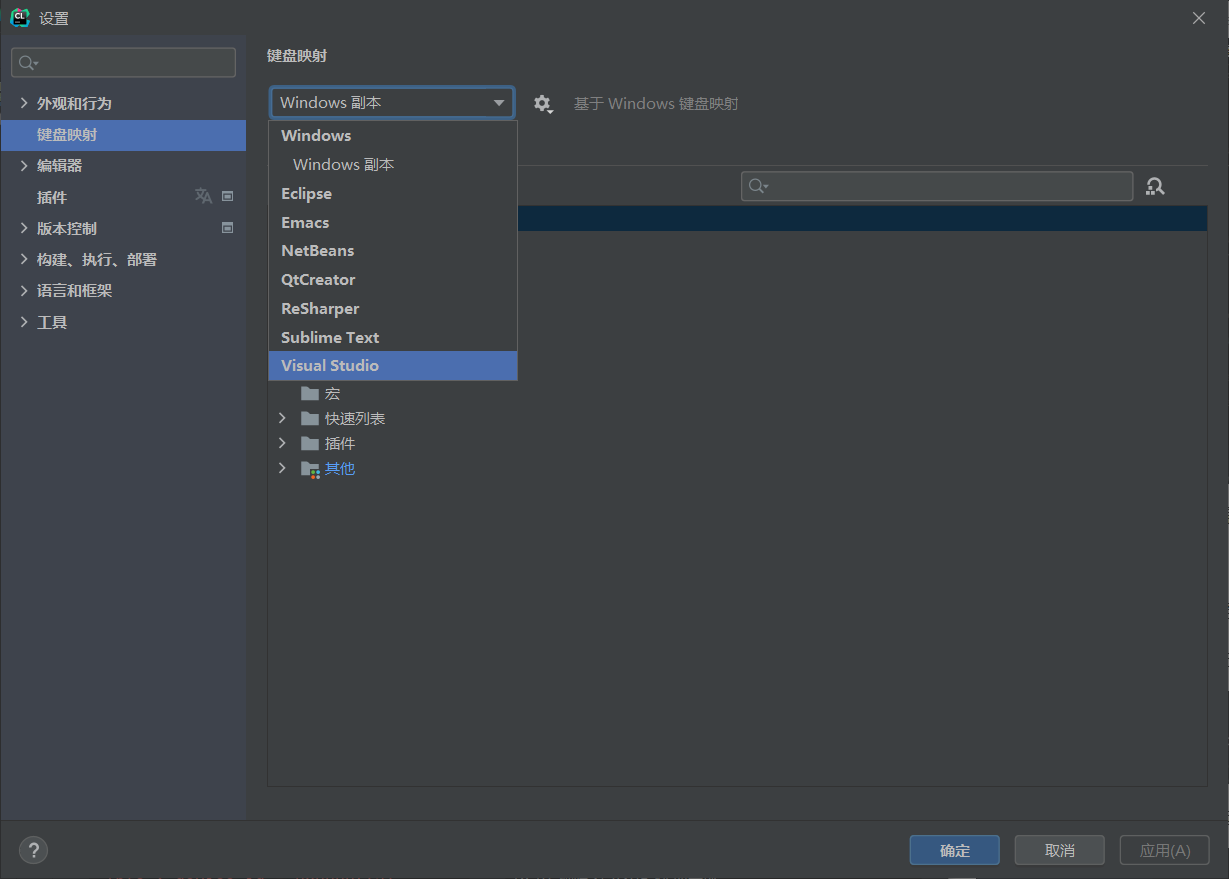 设置
外观和行为
键盘映射
编辑器
插件
版本控制
构建、执行、部署
语言和框架
工具
键盘映射
Windows 副本
基于 Windows 键盘映射
Windows
Windows 副本
Eclipse
Emacs
NetBeans
QtCreator
ReSharper
Sublime Text
Visual Studio
宏
快速列表
插件
其他
?
确定
取消
应用(A)